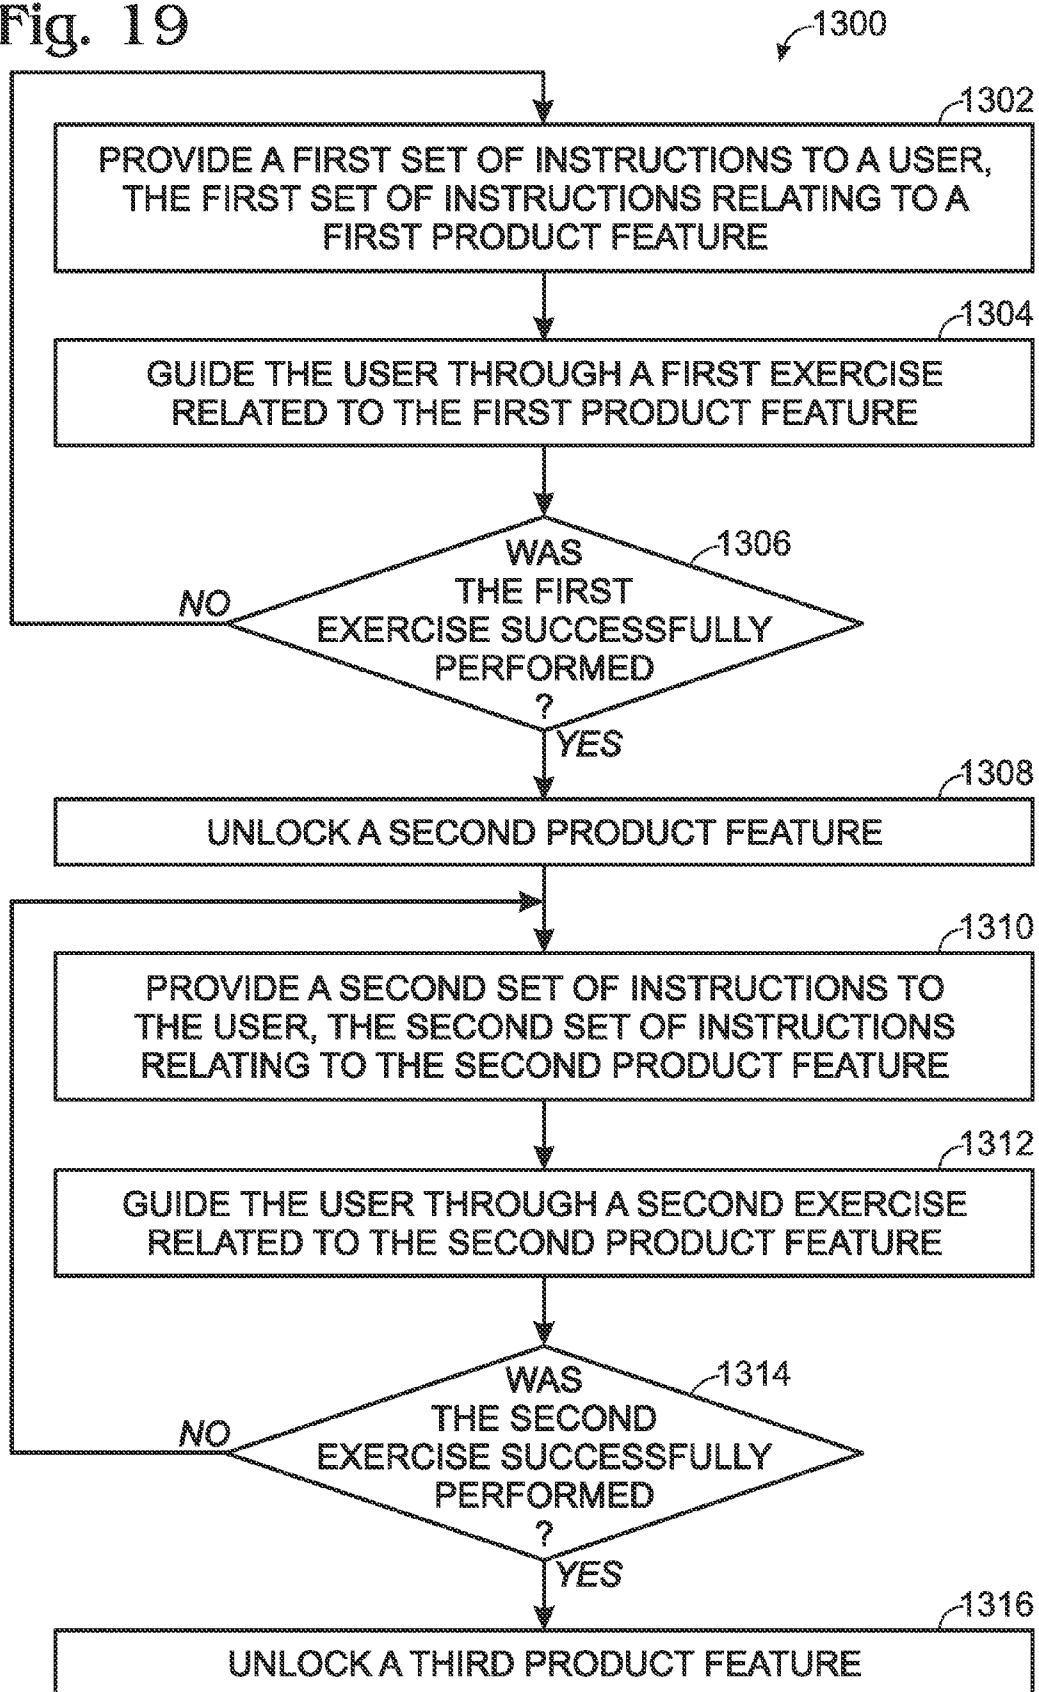 Fig. 19
1300
1302
PROVIDE A FIRST SET OF INSTRUCTIONS TO A USER,
THE FIRST SET OF INSTRUCTIONS RELATING TO A
FIRST PRODUCT FEATURE
1304
GUIDE THE USER THROUGH A FIRST EXERCISE
RELATED TO THE FIRST PRODUCT FEATURE
1306
WAS
THE FIRST
EXERCISE SUCCESSFULLY
PERFORMED
?
NO
YES
1308
UNLOCK A SECOND PRODUCT FEATURE
1310
PROVIDE A SECOND SET OF INSTRUCTIONS TO
THE USER, THE SECOND SET OF INSTRUCTIONS
RELATING TO THE SECOND PRODUCT FEATURE
1312
GUIDE THE USER THROUGH A SECOND EXERCISE
RELATED TO THE SECOND PRODUCT FEATURE
1314
WAS
THE SECOND
EXERCISE SUCCESSFULLY
PERFORMED
?
NO
YES
1316
UNLOCK A THIRD PRODUCT FEATURE